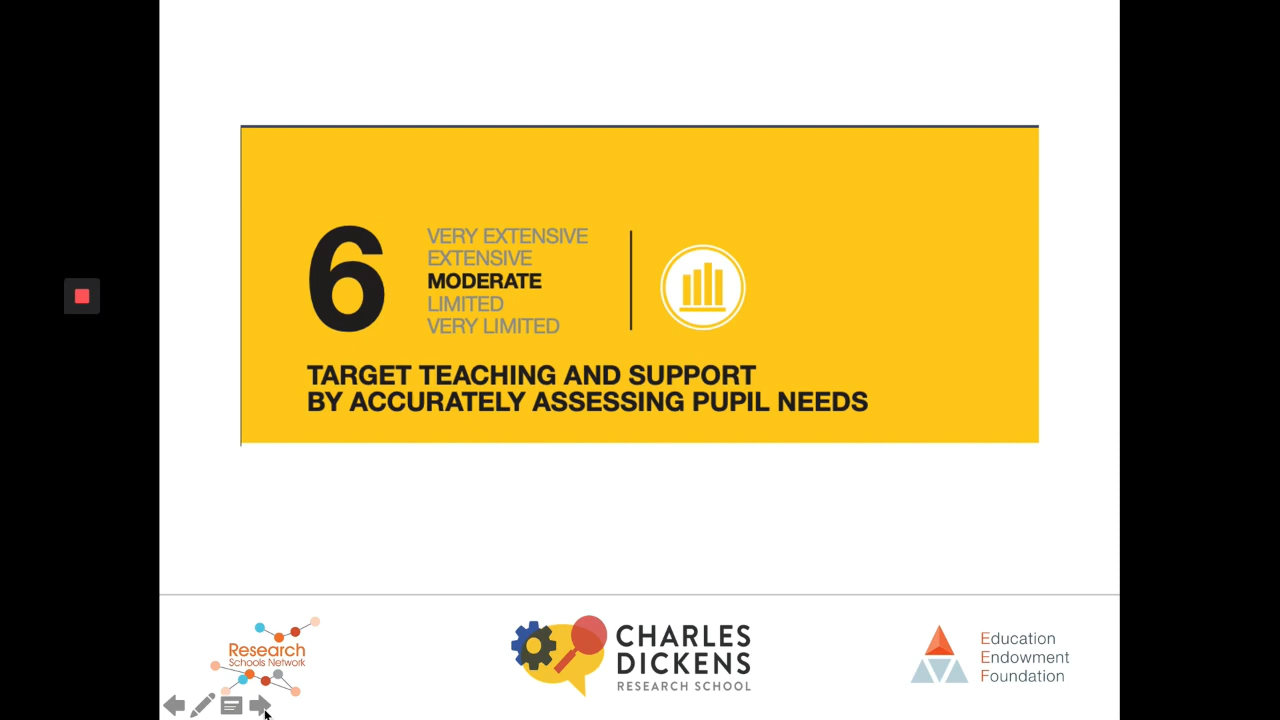 6
VERY EXTENSIVE
EXTENSIVE
MODERATE
LIMITED
VERY LIMITED
TARGET TEACHING AND SUPPORT
BY ACCURATELY ASSESSING PUPIL NEEDS
Research
Schools Network
CHARLES
DICKENS
RESEARCH SCHOOL
Education
Endowment
Foundation